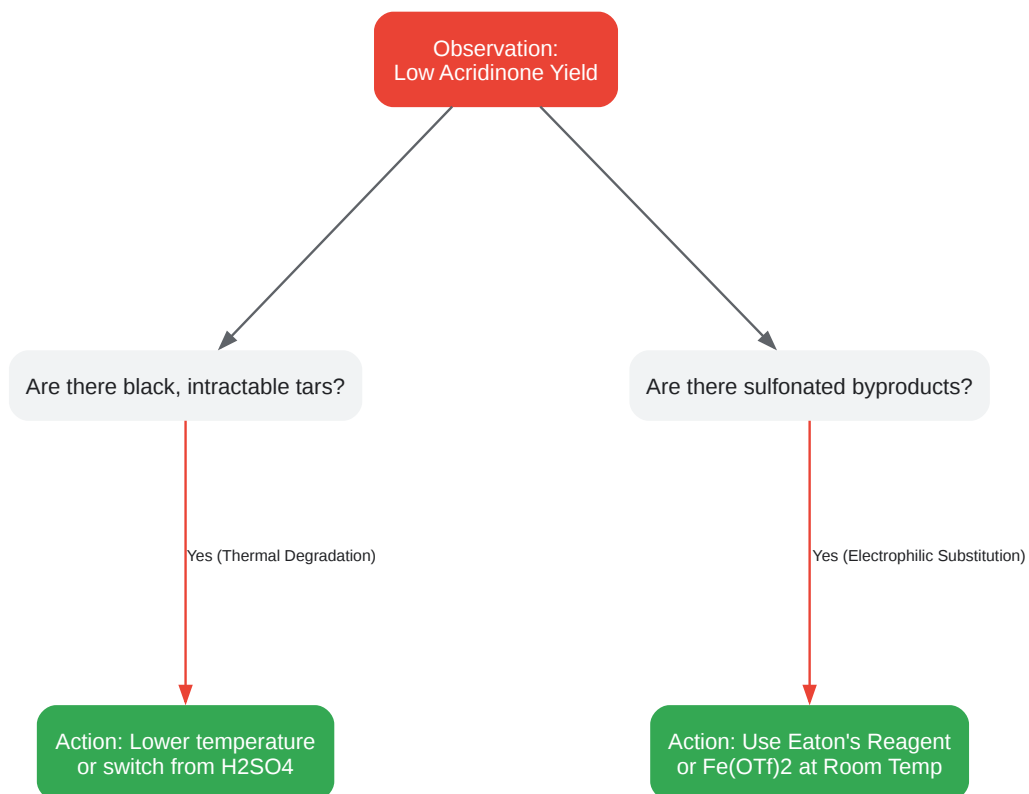 Observation:
Low Acridinone Yield
Are there black, intractable tars?
Are there sulfonated byproducts?
Yes (Thermal Degradation)
Yes (Electrophilic Substitution)
Action: Lower temperature
or switch from H2SO4
Action: Use Eaton's Reagent
or Fe(OTf)2 at Room Temp